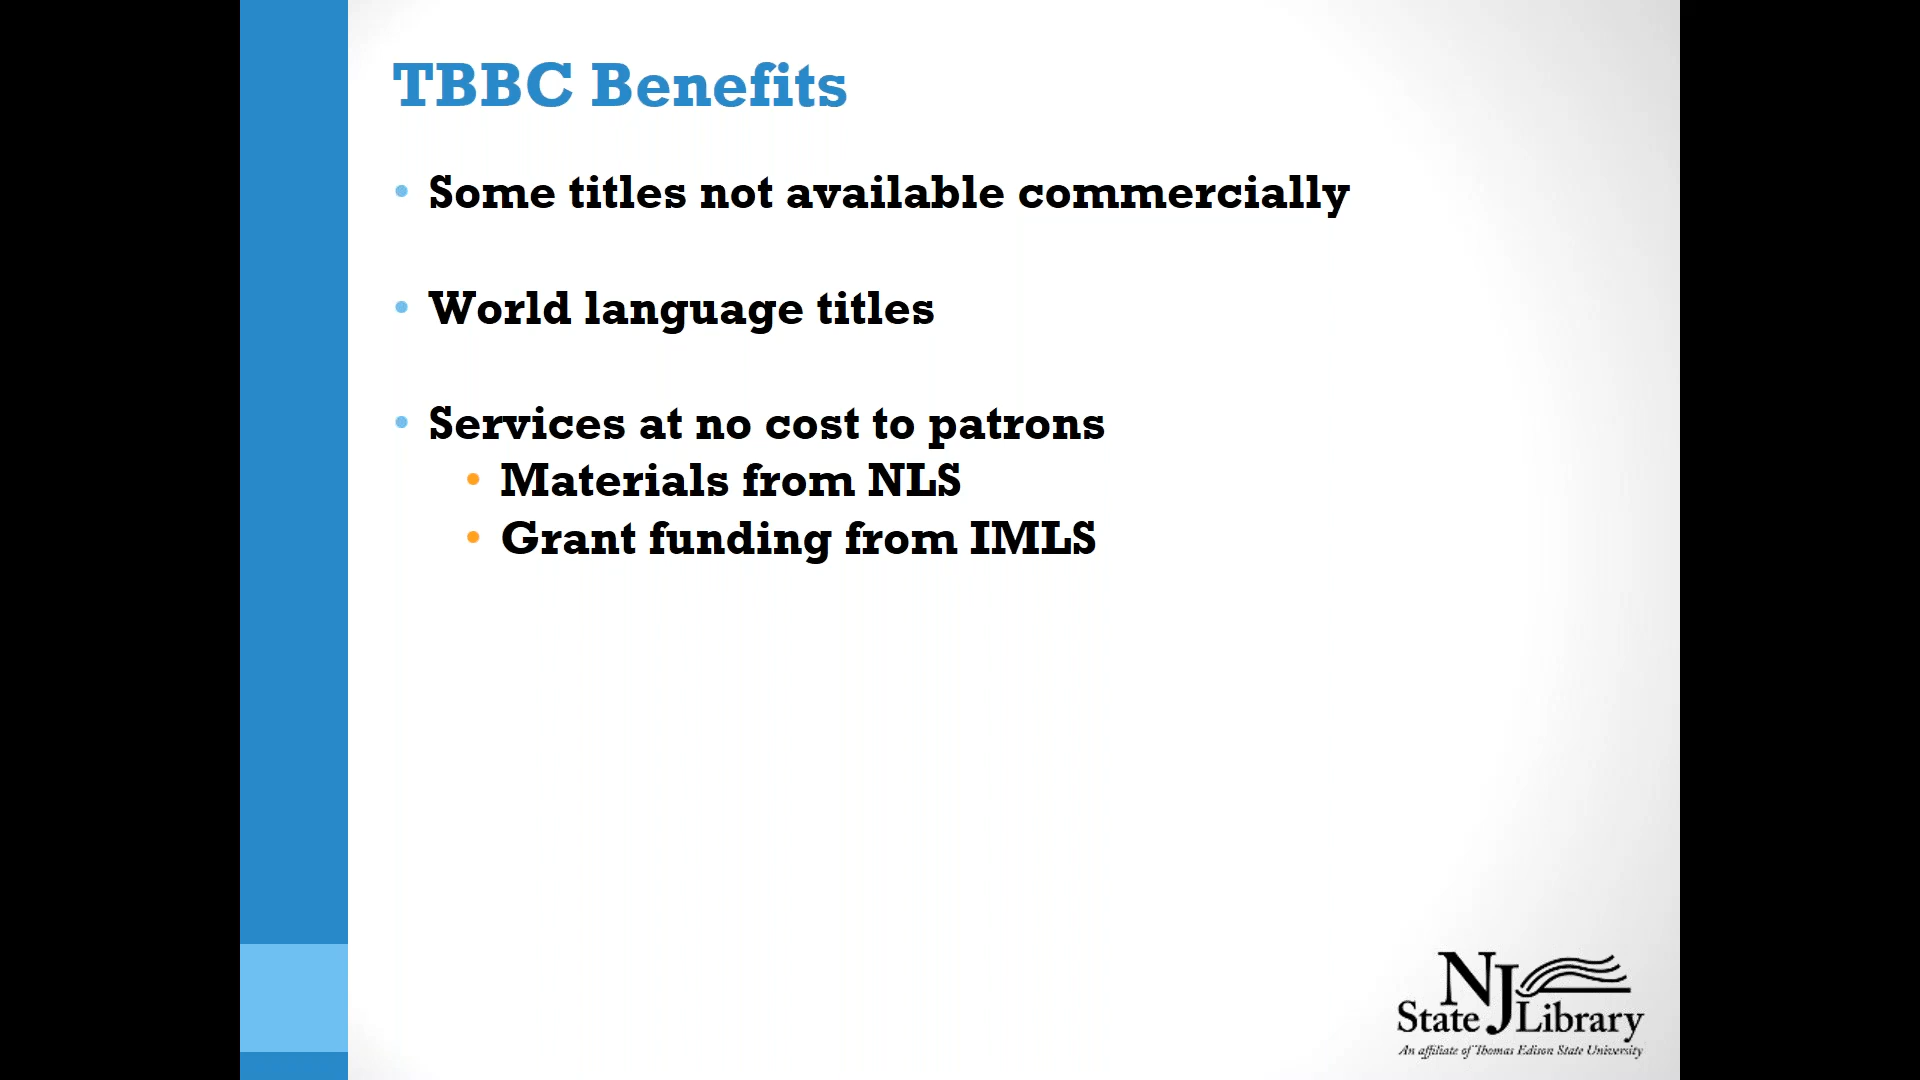 TBBC Benefits
• Some titles not available commercially
• World language titles
• Services at no cost to patrons
• Materials from NLS
• Grant funding from IMLS
NJ
State Library
An affiliate of Thomas Edison State University